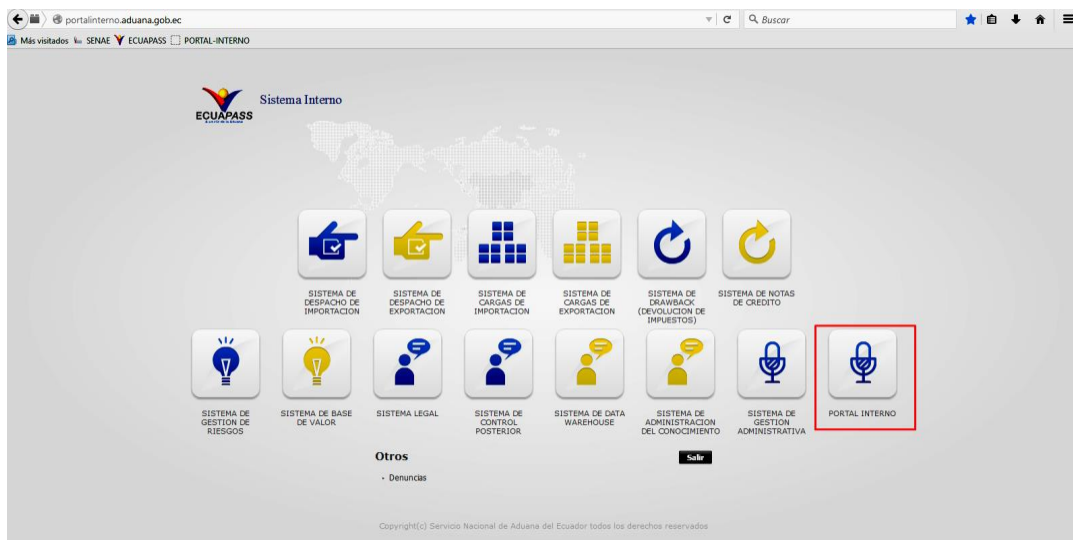 portalinterno.aduana.gob.ec
Buscar
Más visitados SENAE ECUAPASS PORTAL-INTERNO
ECUAPASS
Sistema Interno
SISTEMA DE
DESPACHO DE
IMPORTACION
SISTEMA DE
DESPACHO DE
EXPORTACION
SISTEMA DE
CARGAS DE
IMPORTACION
SISTEMA DE
CARGAS DE
EXPORTACION
SISTEMA DE
DRAWBACK
(DEVOLUCION DE
IMPUESTOS)
SISTEMA DE NOTAS
DE CREDITO
SISTEMA DE
GESTION DE
RIESGOS
SISTEMA DE BASE
DE VALOR
SISTEMA LEGAL
SISTEMA DE
CONTROL
POSTERIOR
SISTEMA DE DATA
WAREHOUSE
SISTEMA DE
ADMINISTRACION
DEL CONOCIMIENTO
SISTEMA DE
GESTION
ADMINISTRATIVA
PORTAL INTERNO
Otros
Salir
- Denuncias
Copyright(c) Servicio Nacional de Aduana del Ecuador todos los derechos reservados